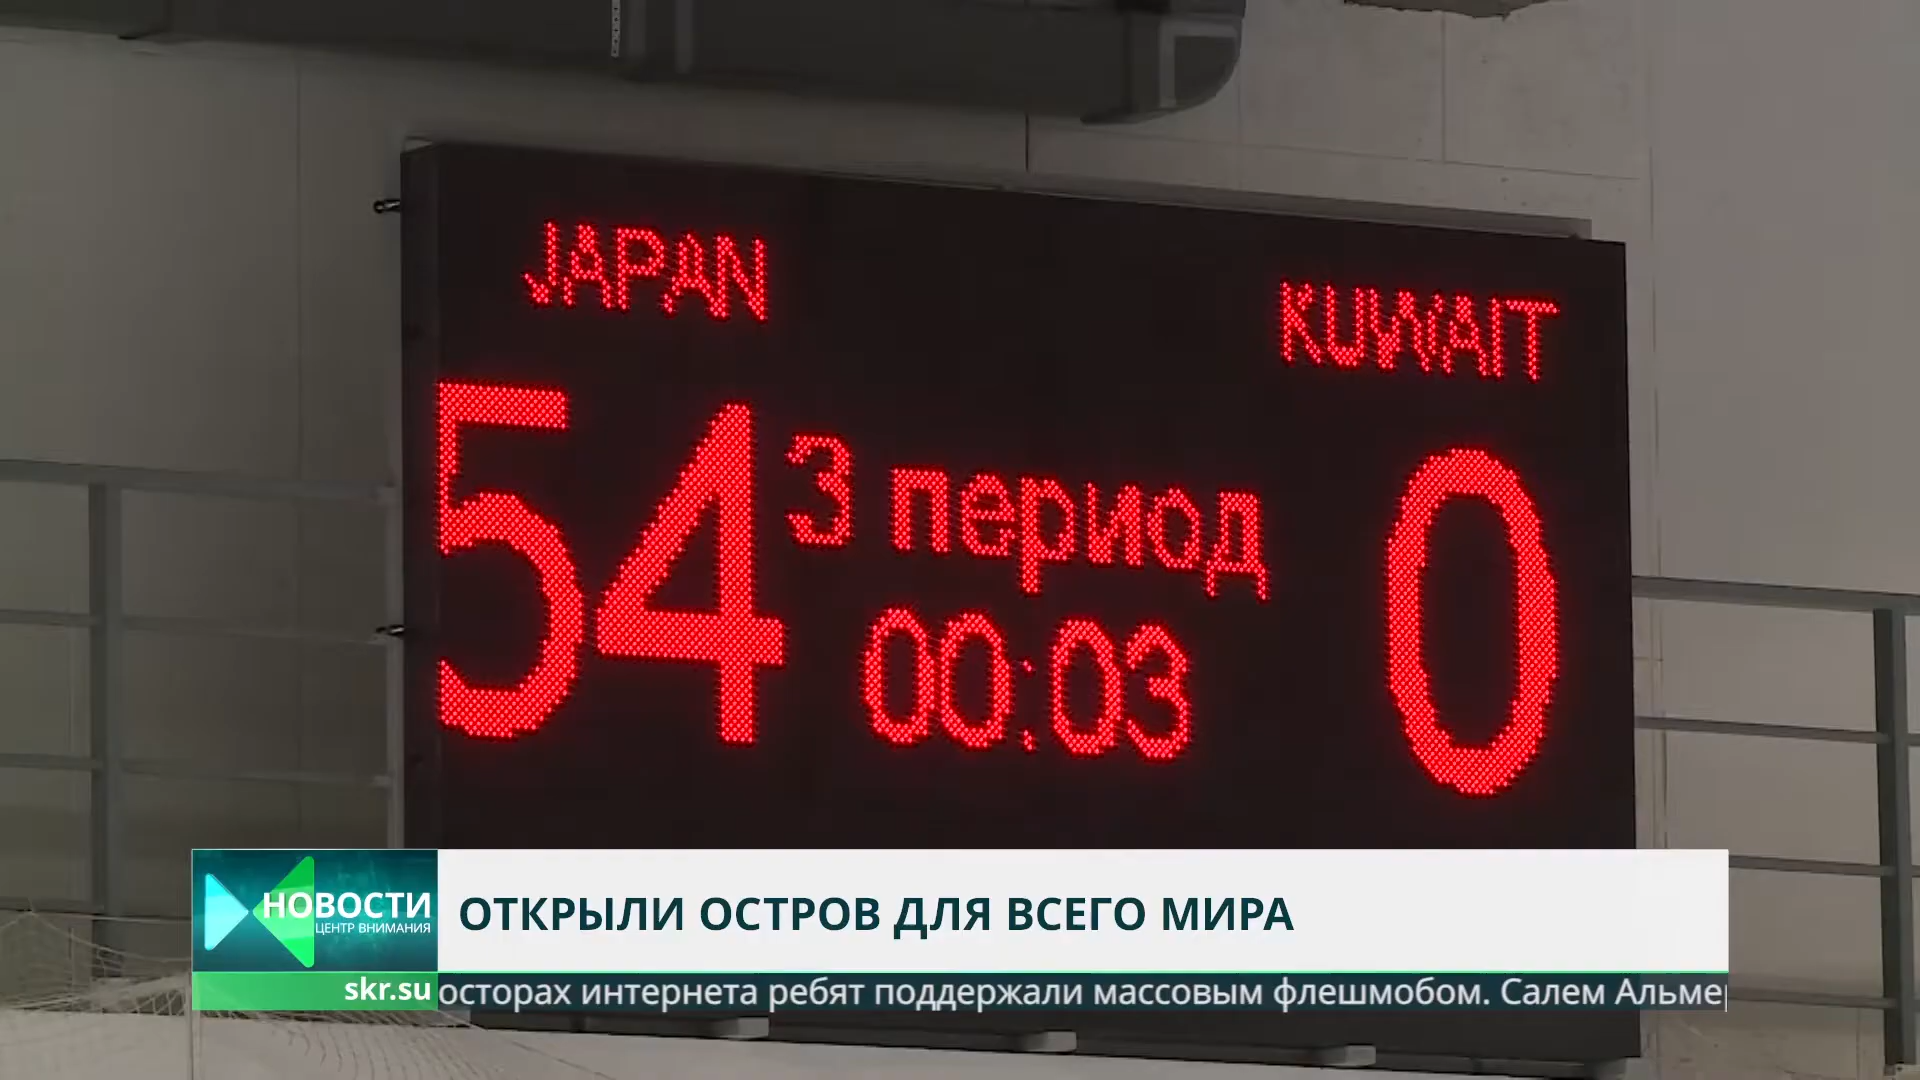 JAPAN
KUWAIT
54
3 период
0
00:03
НОВОСТИ
ЦЕНТР ВНИМАНИЯ
ОТКРЫЛИ ОСТРОВ ДЛЯ ВСЕГО МИРА
skr.su
осторах интернета ребят поддержали массовым флешмобом. Салем Альме